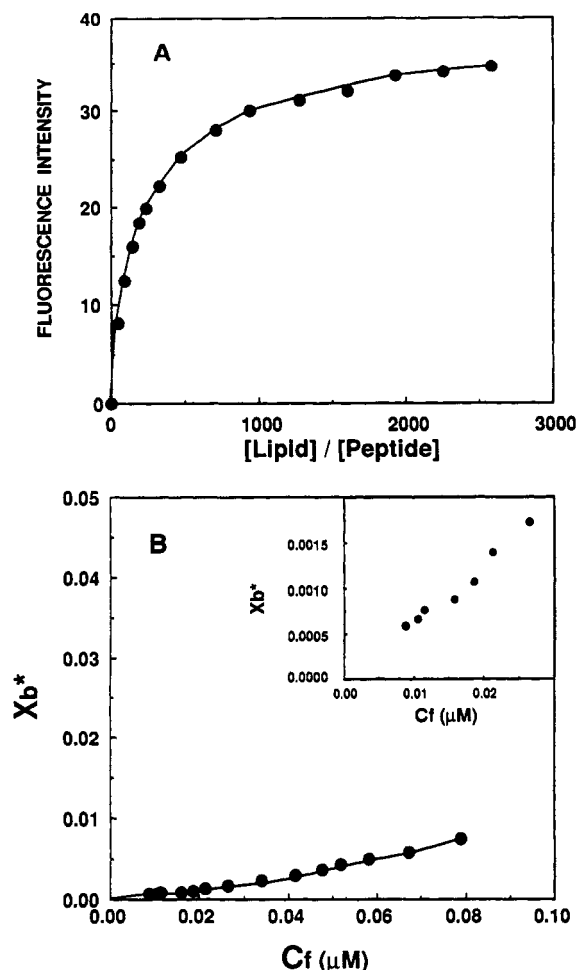 A
FLUORESCENCE INTENSITY
40
30
20
10
0
0 1000 2000 3000
[Lipid] / [Peptide]
B
Xb*
0.05
0.04
0.03
0.02
0.01
0.00
0.00 0.02 0.04 0.06 0.08 0.10
Cf (μM)
Xb*
0.0015
0.0010
0.0005
0.0000
0.00 0.01 0.02
Cf (μM)